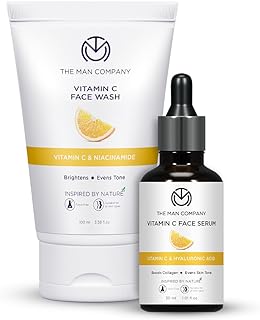 THE MAN COMPANY
VITAMIN C
FACE WASH
VITAMIN C & NIACINAMIDE
Brightens ● Evens Tone
INSPIRED BY NATURE
THE MAN COMPANY
VITAMIN C FACE SERUM
VITAMIN C & HYALURONIC ACID
Boosts Collagen ● Evens Skin Tone
INSPIRED BY NATURE